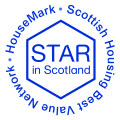 HouseMark • Scottish Housing Best Value Network •
STAR
in Scotland